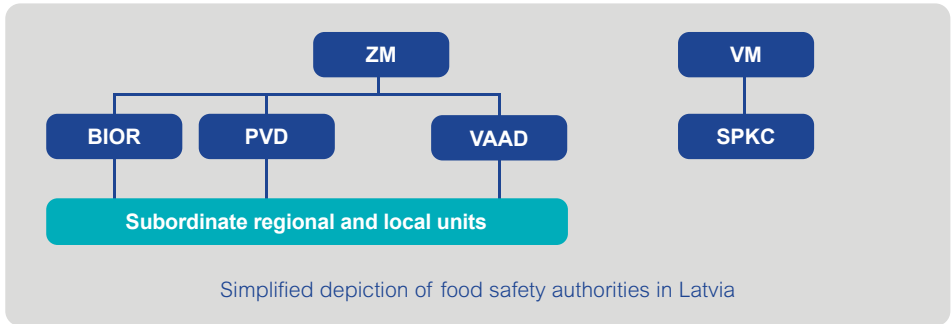 ZM
VM
BIOR
PVD
VAAD
SPKC
Subordinate regional and local units
Simplified depiction of food safety authorities in Latvia